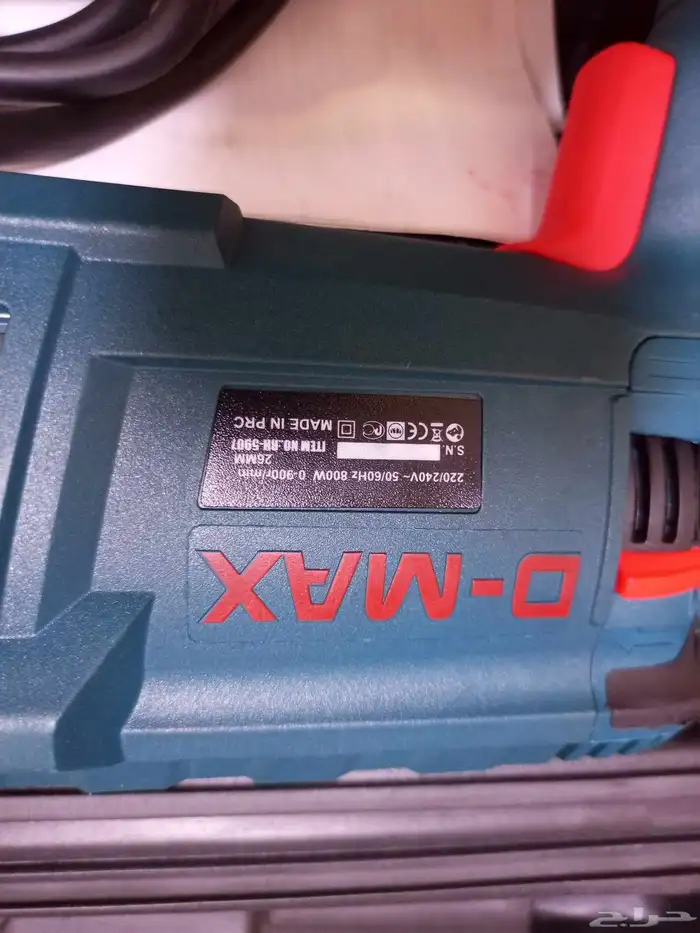 D-MAX
220/240V~ 50/60Hz 800W 0-900r/min
26MM
ITEM NO.:RH-5907
S.N.
MADE IN PRC
حراج